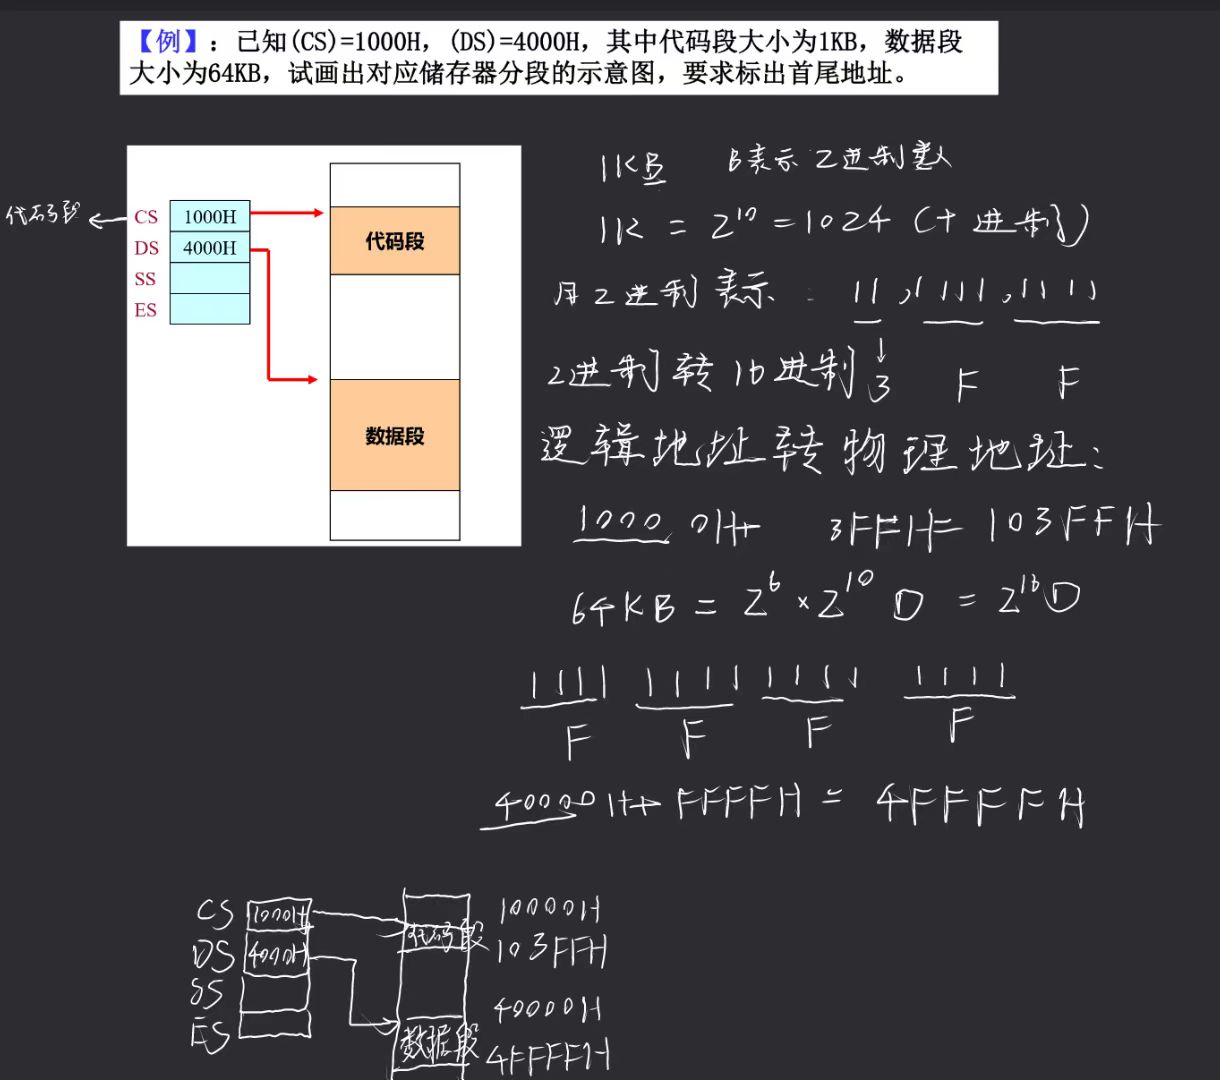 【例】：已知(CS)=1000H，(DS)=4000H，其中代码段大小为1KB，数据段
大小为64KB，试画出对应储存器分段的示意图，要求标出首尾地址。
代码段
CS 1000H
DS 4000H
SS
ES
代码段
数据段
1KB B表示2进制数
1K = 2^10 = 1024 (十进制)
用2进制表示: 11,1111,1111
2进制转16进制 3 F F
逻辑地址转物理地址:
1000 0H+ 3FFH= 103FFH
64KB = 2^6 × 2^10 D = 2^16 D
1111 1111 1111 1111
F F F F
40000H+ FFFFH = 4FFFFH
CS 1000H
DS 4000H
SS
ES
代码段
数据段
10000H
103FFH
40000H
4FFFFH